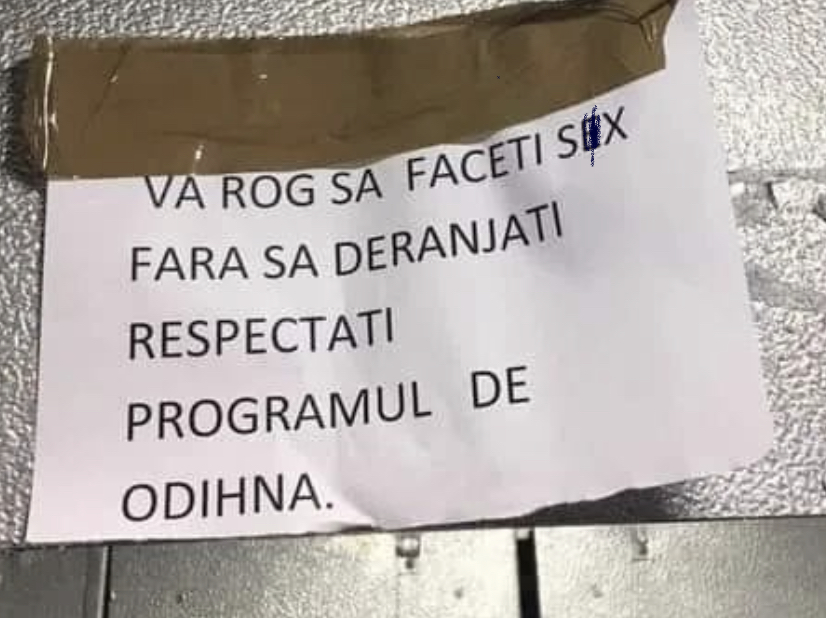 VA ROG SA FACETI
FARA SA DERANJATI
RESPECTATI
PROGRAMUL DE
ODIHNA.